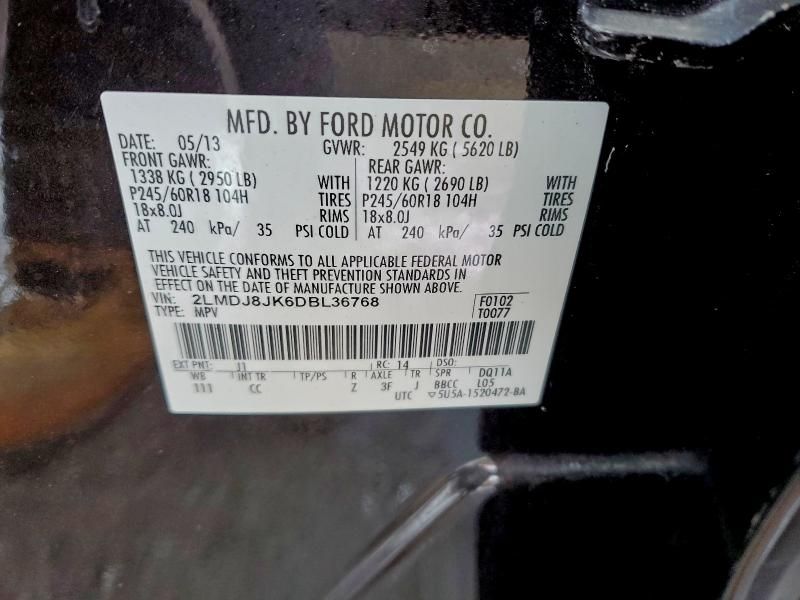 MFD. BY FORD MOTOR CO.
DATE: 05/13 GVWR: 2549 KG ( 5620 LB)
FRONT GAWR: REAR GAWR:
1338 KG ( 2950 LB) WITH 1220 KG ( 2690 LB) WITH
P245/60R18 104H TIRES P245/60R18 104H TIRES
18x8.0J RIMS 18x8.0J RIMS
AT 240 kPa/ 35 PSI COLD AT 240 kPa/ 35 PSI COLD
THIS VEHICLE CONFORMS TO ALL APPLICABLE FEDERAL MOTOR
VEHICLE SAFETY AND THEFT PREVENTION STANDARDS IN
EFFECT ON THE DATE OF MANUFACTURE SHOWN ABOVE.
VIN: 2LMDJ8JK6DBL36768 F0102
TYPE: MPV T0077
EXT PNT: J1 RC: 14 DSO:
WB INT TR TP/PS R AXLE TR SPR DQ11A
111 CC Z 3F J BBCC L05
UTC ▽5U5A-1520472-BA